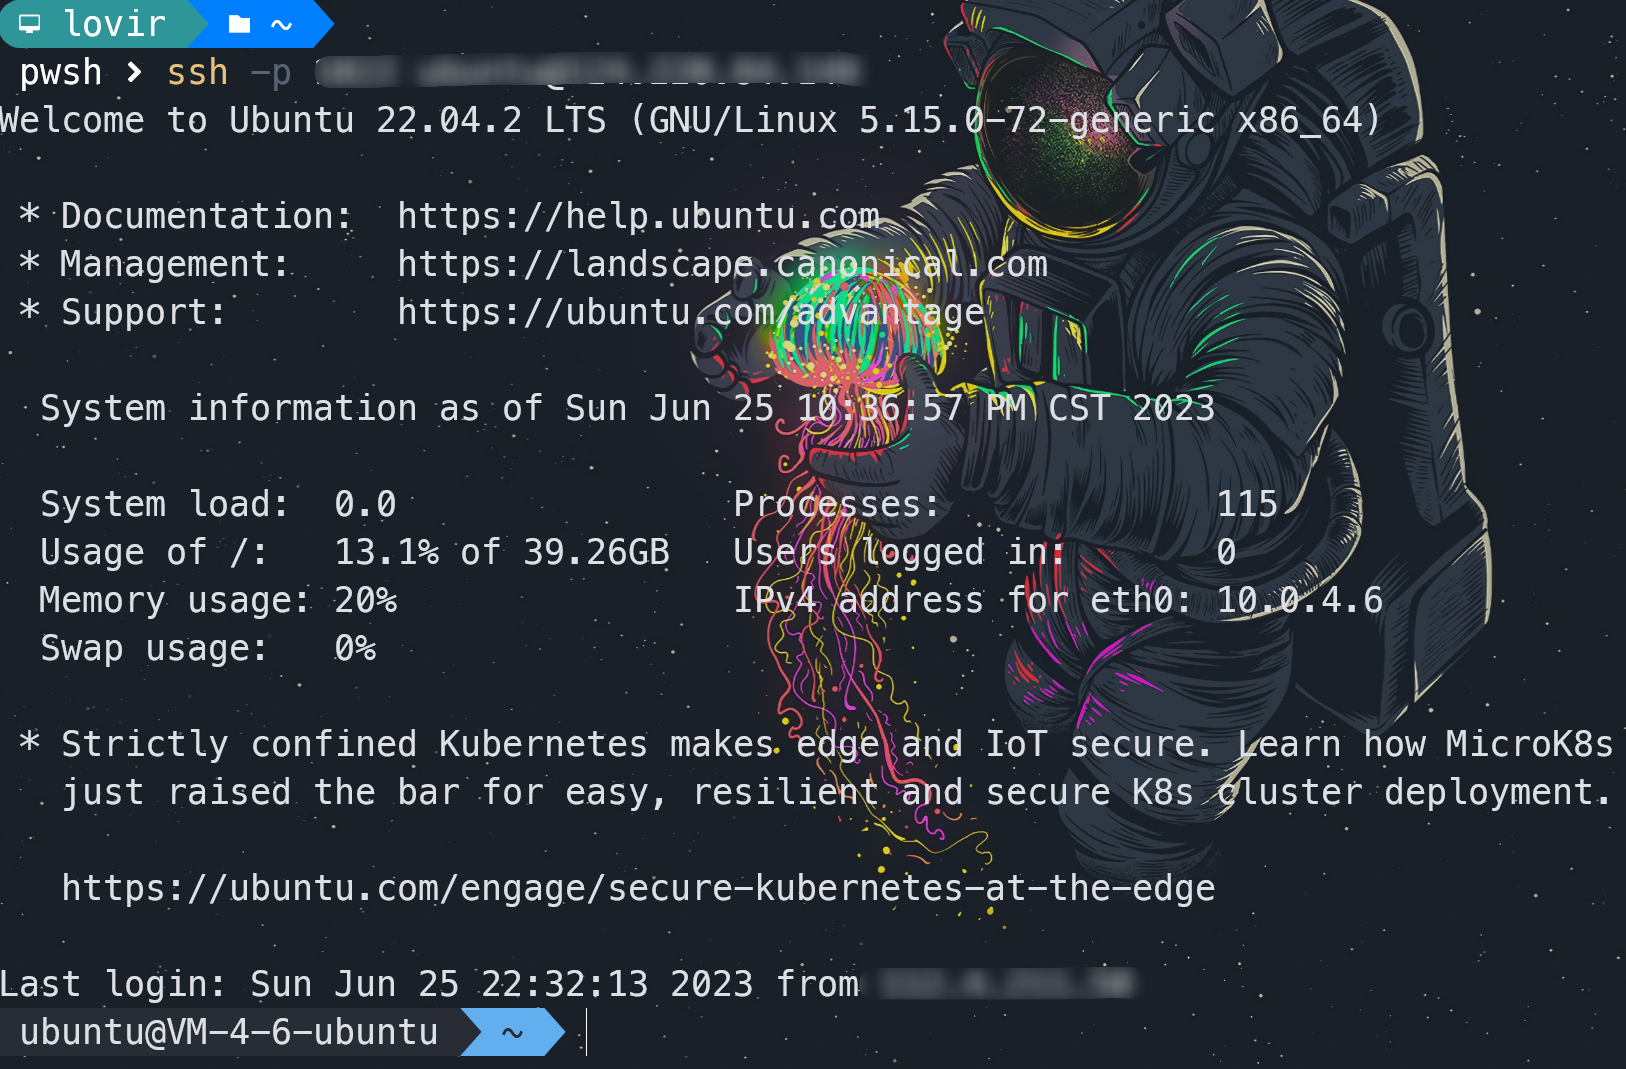 lovir ~
pwsh > ssh -p
Welcome to Ubuntu 22.04.2 LTS (GNU/Linux 5.15.0-72-generic x86_64)
* Documentation: https://help.ubuntu.com
* Management: https://landscape.canonical.com
* Support: https://ubuntu.com/advantage
System information as of Sun Jun 25 10:36:57 PM CST 2023
System load: 0.0 Processes: 115
Usage of /: 13.1% of 39.26GB Users logged in: 0
Memory usage: 20% IPv4 address for eth0: 10.0.4.6
Swap usage: 0%
* Strictly confined Kubernetes makes edge and IoT secure. Learn how MicroK8s
just raised the bar for easy, resilient and secure K8s cluster deployment.
https://ubuntu.com/engage/secure-kubernetes-at-the-edge
Last login: Sun Jun 25 22:32:13 2023 from
ubuntu@VM-4-6-ubuntu ~